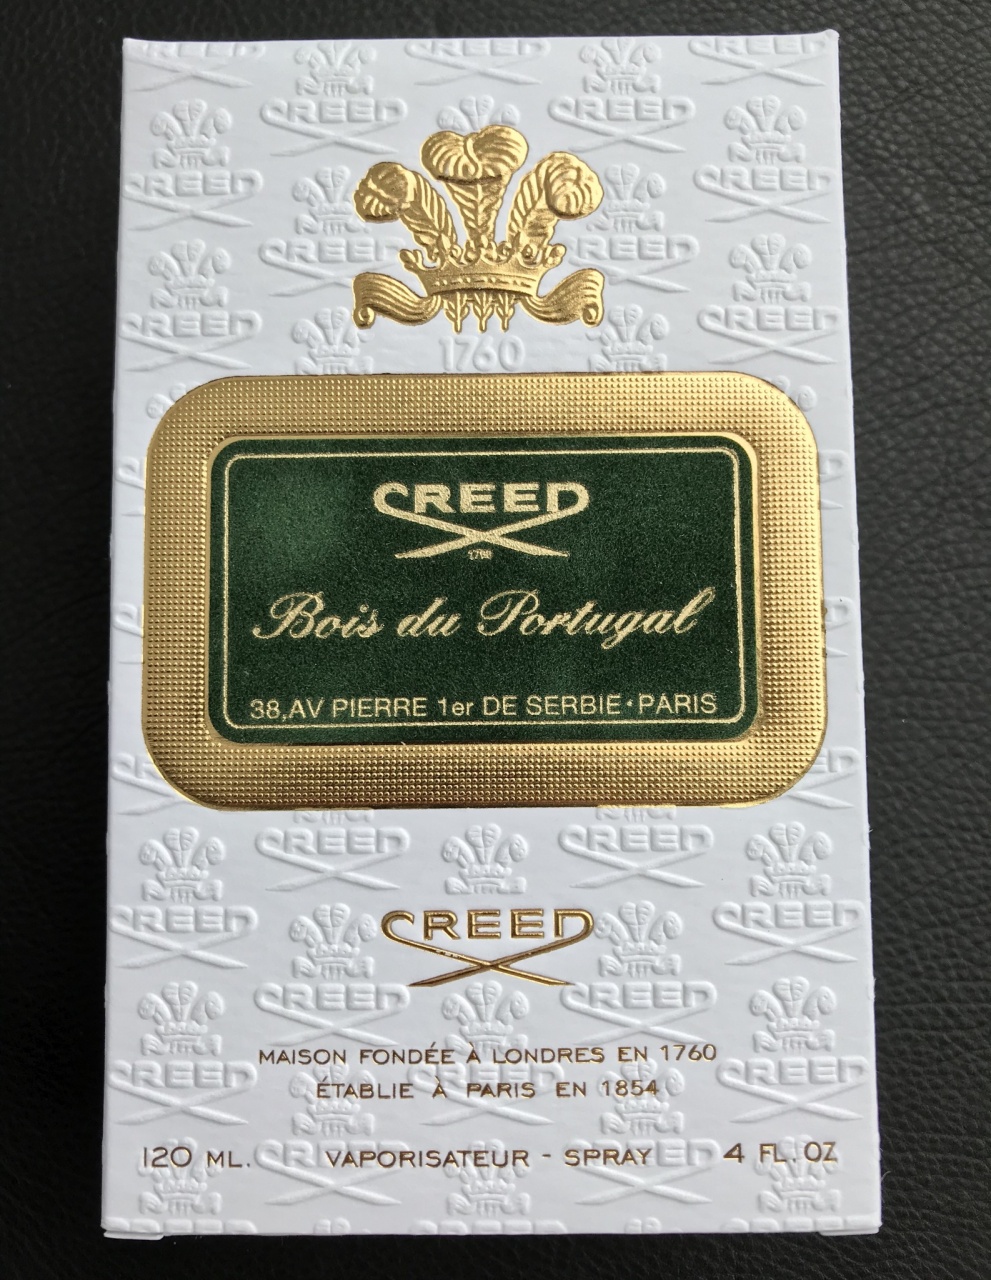 1760
CREED
1760
Bois du Portugal
38,AV PIERRE 1er DE SERBIE•PARIS
CREED
MAISON FONDÉE À LONDRES EN 1760
ÉTABLIE À PARIS EN 1854
120 ML. VAPORISATEUR - SPRAY 4 FL. OZ